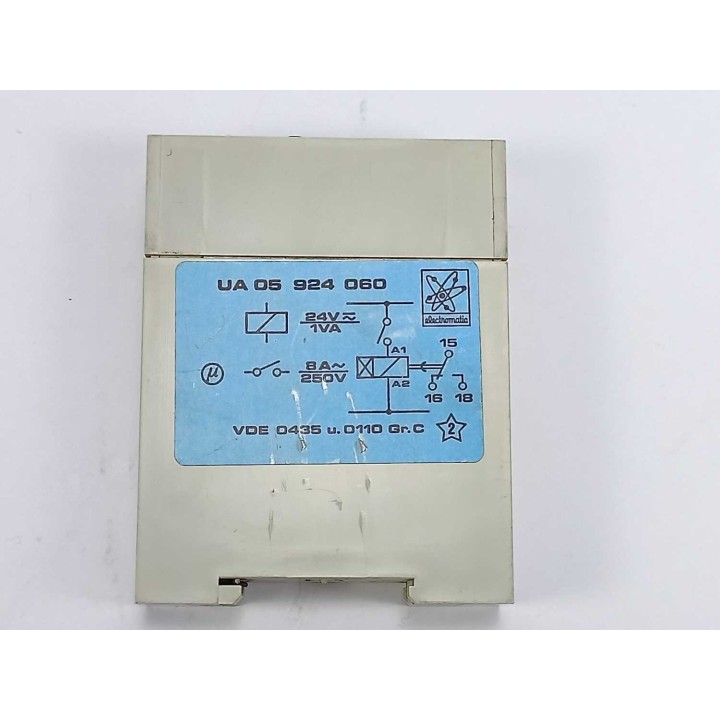 UA 05 924 060
electromatic
24V ≂
1VA
A1
15
μ
8A~
250V
A2
16 18
VDE 0435 u. 0110 Gr. C
2